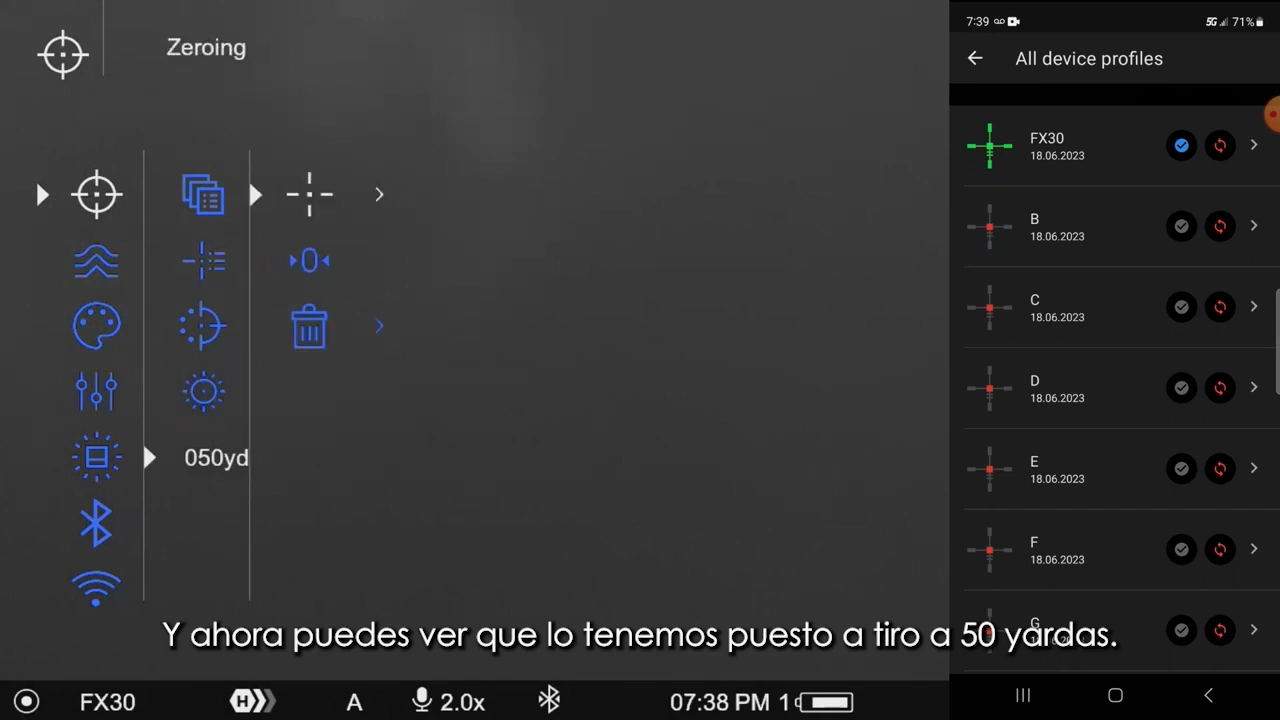 Zeroing
050yd
Y ahora puedes ver que lo tenemos puesto a tiro a 50 yardas.
FX30
H
A
2.0x
07:38 PM 1
7:39
5G 71%
All device profiles
FX30
18.06.2023
B
18.06.2023
C
18.06.2023
D
18.06.2023
E
18.06.2023
F
18.06.2023
G